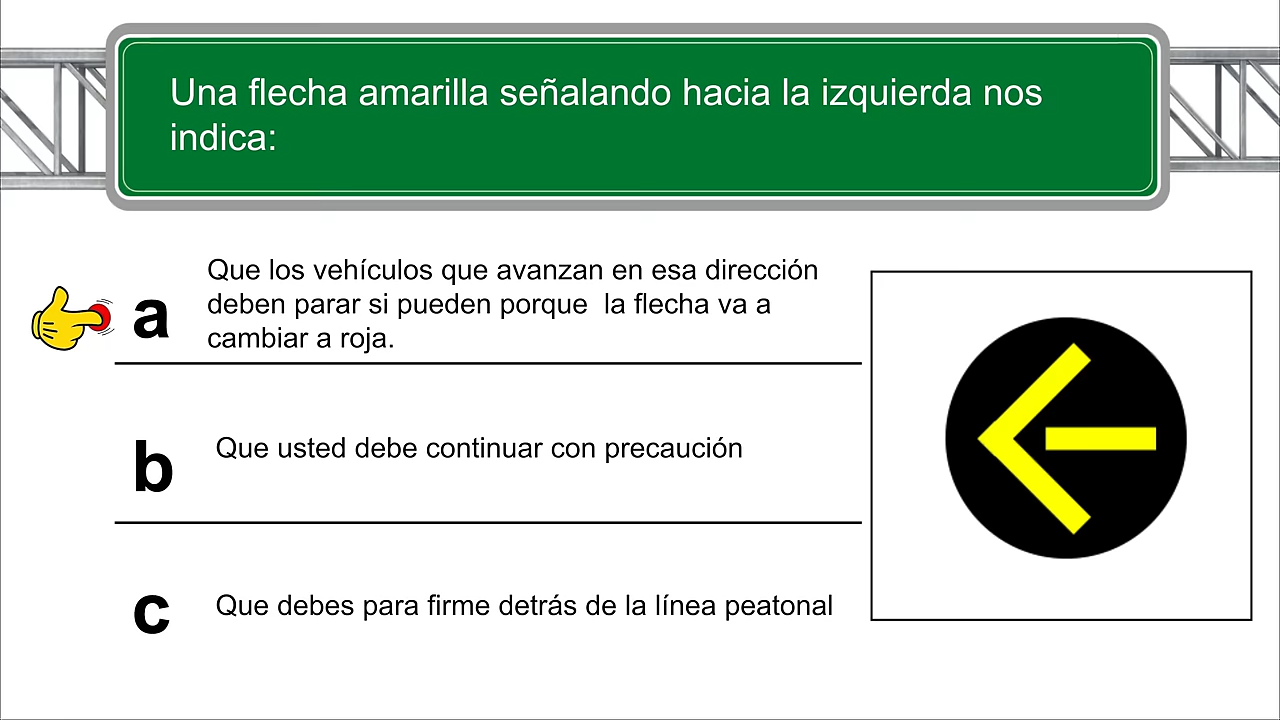 Una flecha amarilla señalando hacia la izquierda nos
indica:
a
Que los vehículos que avanzan en esa dirección
deben parar si pueden porque  la flecha va a
cambiar a roja.
b
Que usted debe continuar con precaución
c
Que debes para firme detrás de la línea peatonal